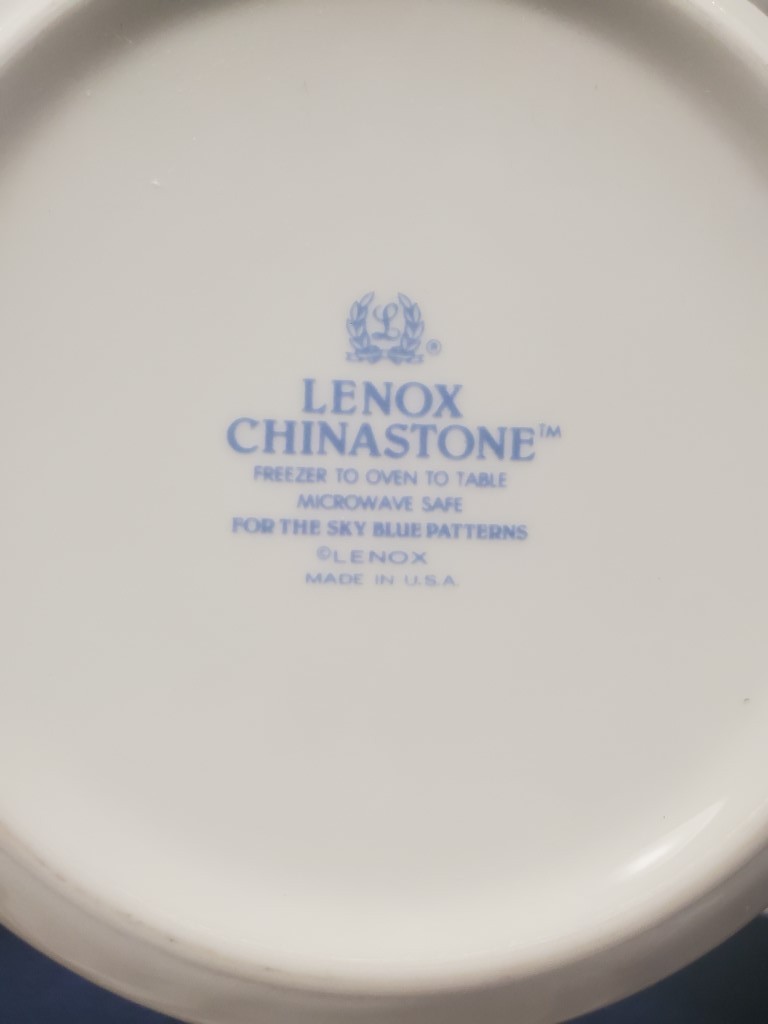 L ®
LENOX
CHINASTONE™
FREEZER TO OVEN TO TABLE
MICROWAVE SAFE
FOR THE SKY BLUE PATTERNS
©LENOX
MADE IN U.S.A.